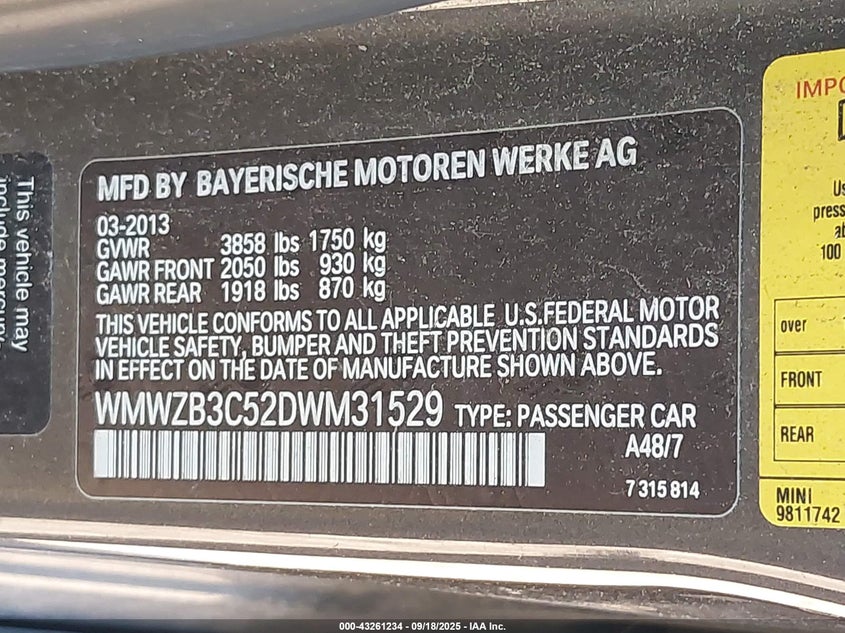 This vehicle may
MFD BY BAYERISCHE MOTOREN WERKE AG
03-2013
GVWR 3858 lbs 1750 kg
GAWR FRONT 2050 lbs 930 kg
GAWR REAR 1918 lbs 870 kg
THIS VEHICLE CONFORMS TO ALL APPLICABLE U.S.FEDERAL MOTOR
VEHICLE SAFETY, BUMPER AND THEFT PREVENTION STANDARDS
IN EFFECT ON THE DATE OF MANUFACTURE SHOWN ABOVE.
WMWZB3C52DWM31529 TYPE: PASSENGER CAR
A48/7
7 315 814
over
FRONT
REAR
MINI
9811742
000-43261234 - 09/18/2025 - IAA Inc.